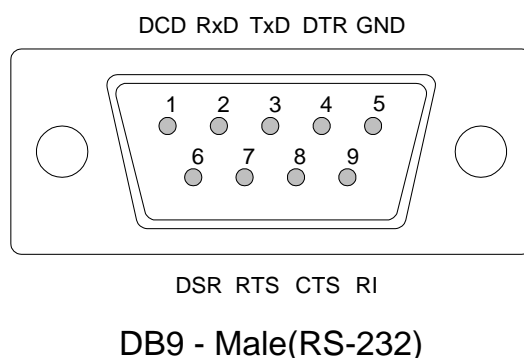 DCD RxD TxD DTR GND
1 2 3 4 5
6 7 8 9
DSR RTS CTS RI
DB9 - Male(RS-232)